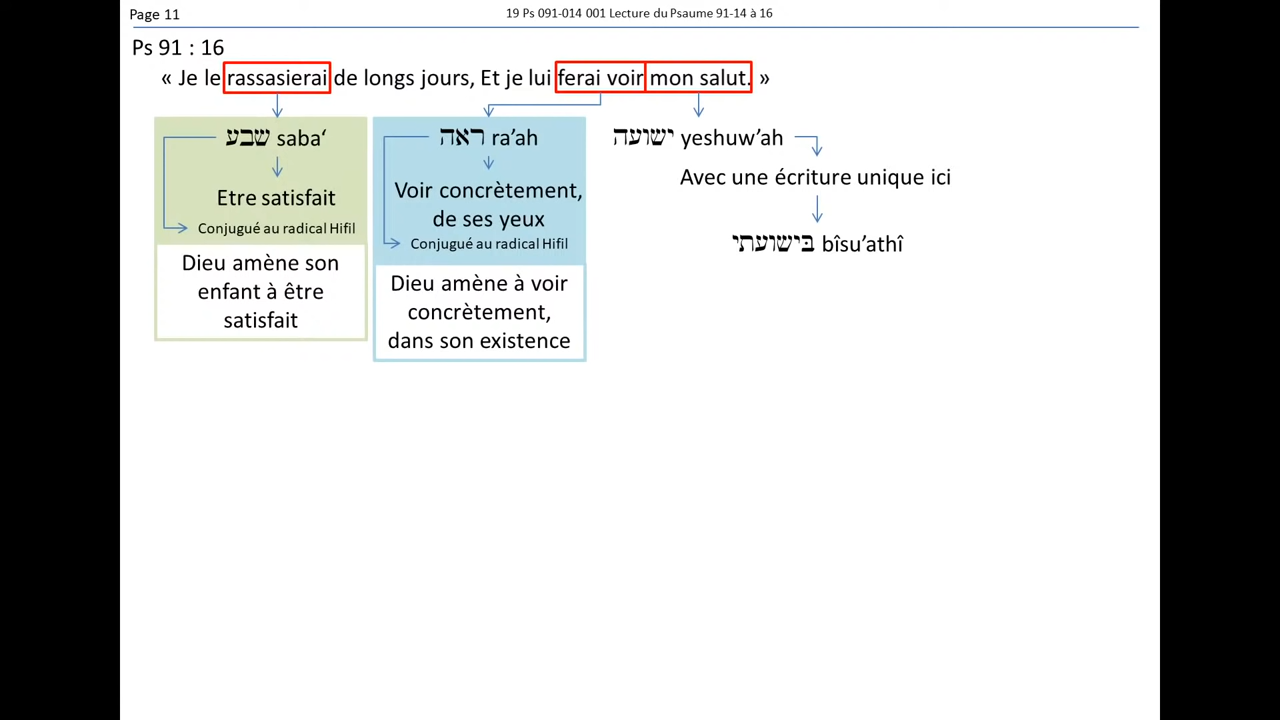 Page 11
19 Ps 091-014 001 Lecture du Psaume 91-14 à 16
Ps 91 : 16
« Je le rassasierai de longs jours, Et je lui ferai voir mon salut. »
שבע saba‘
Etre satisfait
Conjugué au radical Hifil
Dieu amène son
enfant à être
satisfait
ראה ra’ah
Voir concrètement,
de ses yeux
Conjugué au radical Hifil
Dieu amène à voir
concrètement,
dans son existence
ישועה yeshuw’ah
Avec une écriture unique ici
בּישועתי bîsu’athî